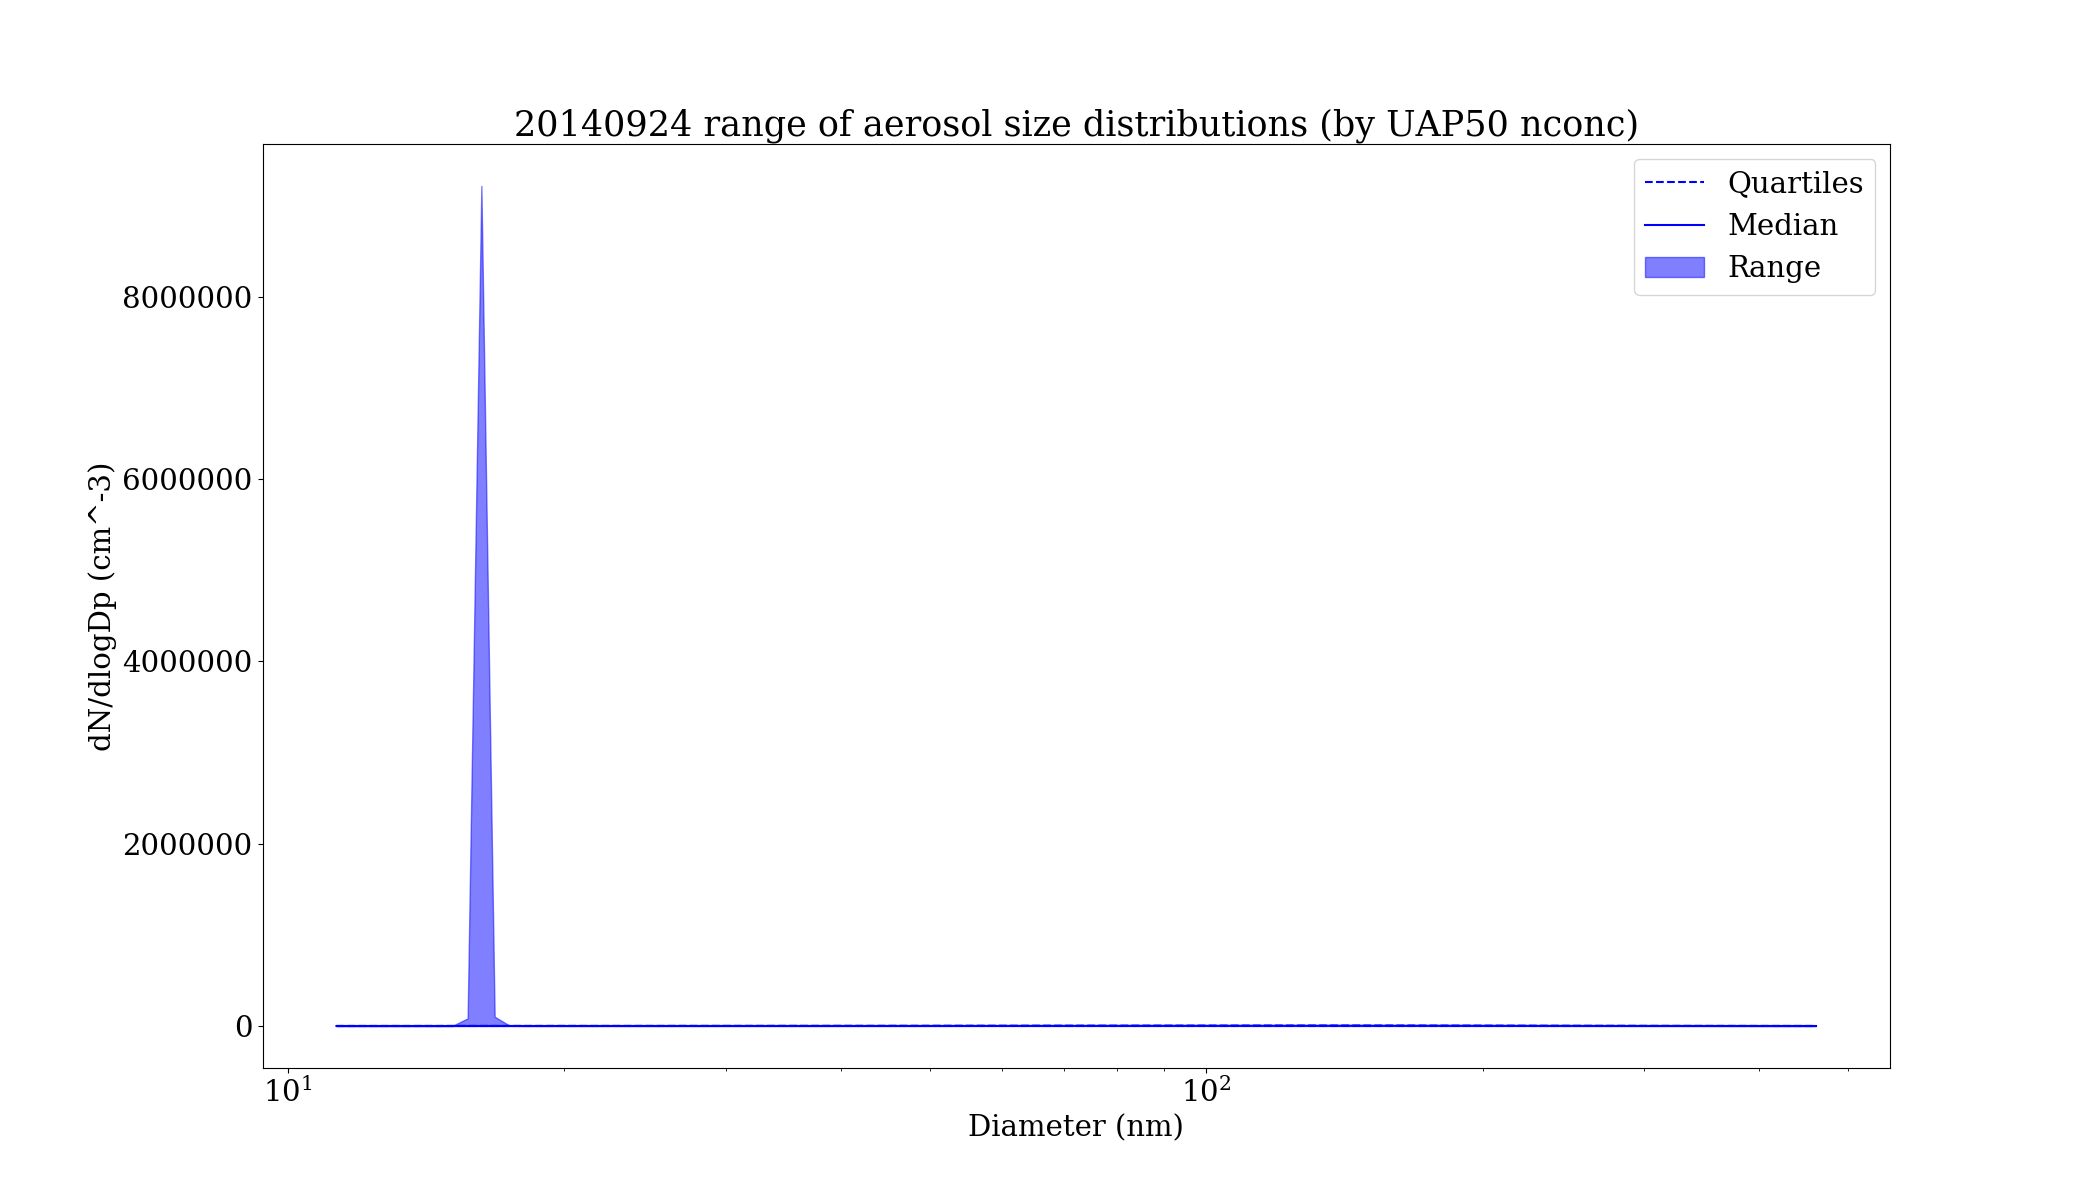 20140924 range of aerosol size distributions (by UAP50 nconc)
Quartiles
Median
Range
8000000
6000000
4000000
2000000
0
dN/dlogDp (cm^-3)
10¹
10²
Diameter (nm)